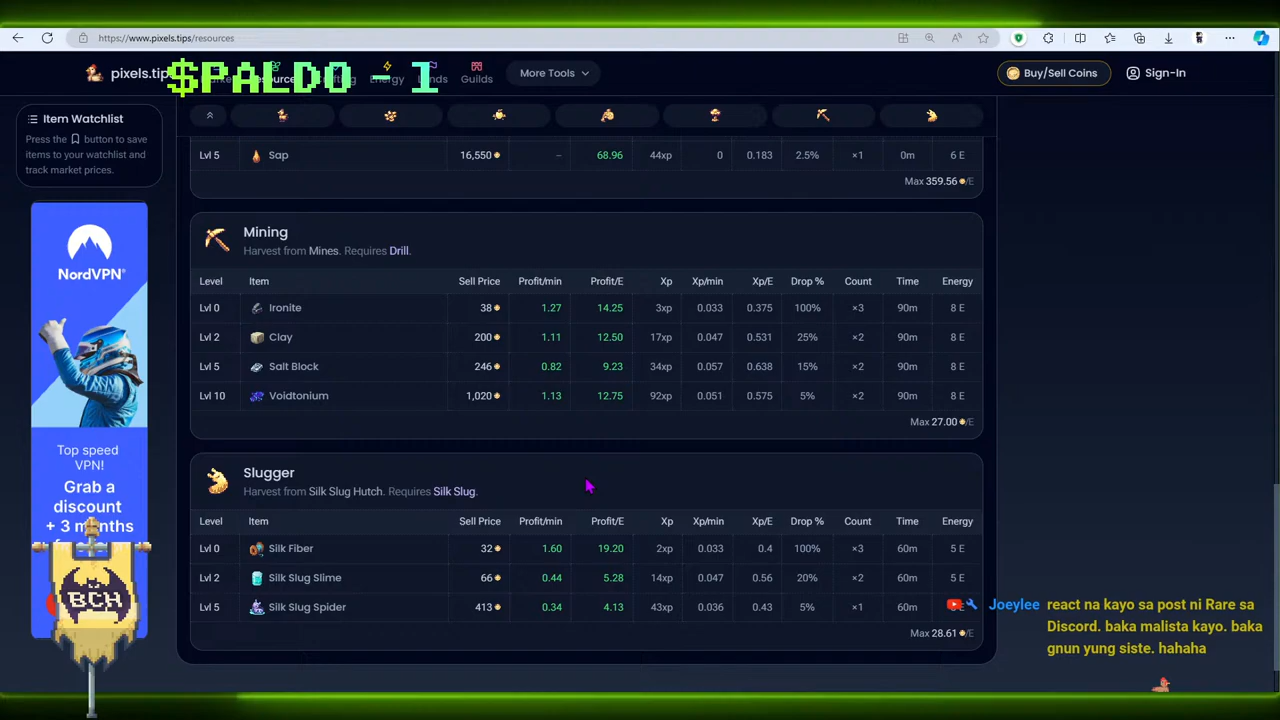 https://www.pixels.tips/resources
pixels.tip
$PALDO - 1
Energy
Guilds
More Tools
Buy/Sell Coins
Sign-In
Item Watchlist
Press the button to save
items to your watchlist and
track market prices.
NordVPN®
Top speed
VPN!
Grab a
discount
+ 3 months
BCH
Lvl 5 Sap 16,550 – 68.96 44xp 0 0.183 2.5% ×1 0m 6 E
Max 359.56 /E
Mining
Harvest from Mines. Requires Drill.
Level Item Sell Price Profit/min Profit/E Xp Xp/min Xp/E Drop % Count Time Energy
Lvl 0 Ironite 38 1.27 14.25 3xp 0.033 0.375 100% ×3 90m 8 E
Lvl 2 Clay 200 1.11 12.50 17xp 0.047 0.531 25% ×2 90m 8 E
Lvl 5 Salt Block 246 0.82 9.23 34xp 0.057 0.638 15% ×2 90m 8 E
Lvl 10 Voidtonium 1,020 1.13 12.75 92xp 0.051 0.575 5% ×2 90m 8 E
Max 27.00 /E
Slugger
Harvest from Silk Slug Hutch. Requires Silk Slug.
Level Item Sell Price Profit/min Profit/E Xp Xp/min Xp/E Drop % Count Time Energy
Lvl 0 Silk Fiber 32 1.60 19.20 2xp 0.033 0.4 100% ×3 60m 5 E
Lvl 2 Silk Slug Slime 66 0.44 5.28 14xp 0.047 0.56 20% ×2 60m 5 E
Lvl 5 Silk Slug Spider 413 0.34 4.13 43xp 0.036 0.43 5% ×1 60m
Max 28.61 /E
Joeylee react na kayo sa post ni Rare sa
Discord. baka malista kayo. baka
gnun yung siste. hahaha